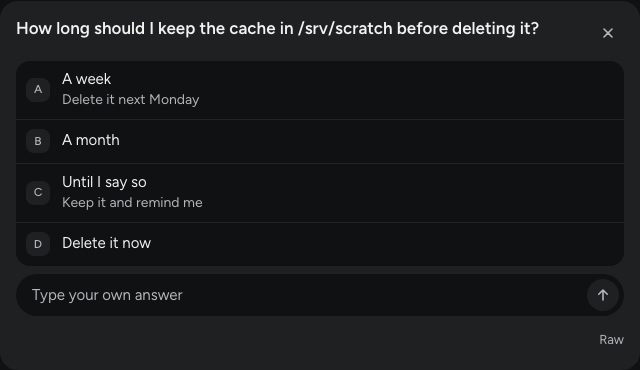 How long should I keep the cache in /srv/scratch before deleting it?
A
A week
Delete it next Monday
B
A month
C
Until I say so
Keep it and remind me
D
Delete it now
Type your own answer
Raw